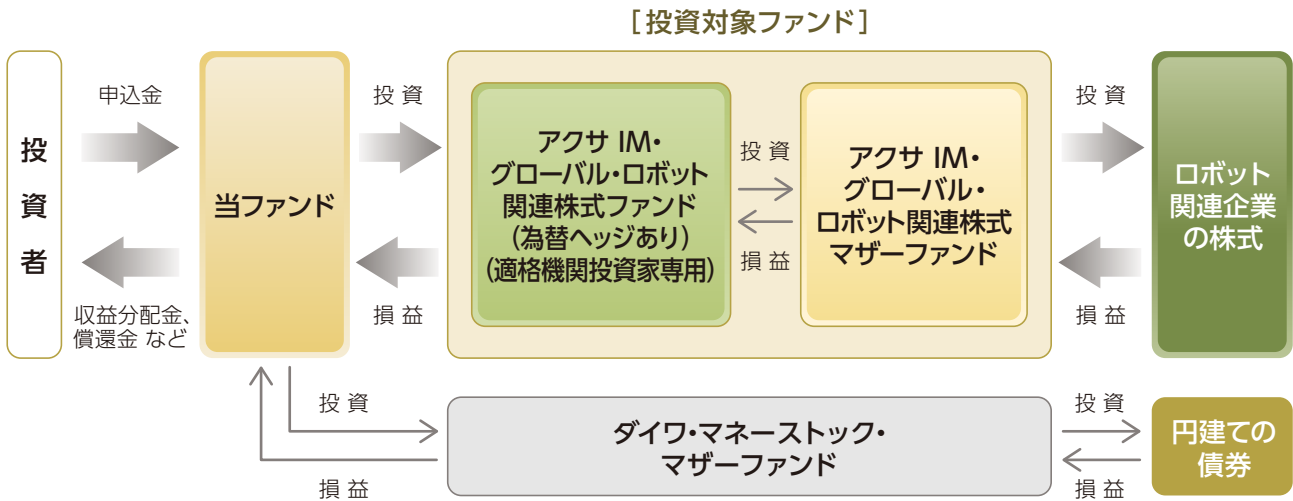 [投資対象ファンド]
投
資
者
申込金
収益分配金、
償還金 など
当ファンド
投 資
損 益
アクサ IM・
グローバル・ロボット
関連株式ファンド
(為替ヘッジあり)
(適格機関投資家専用)
投 資
損 益
アクサ IM・
グローバル・
ロボット関連株式
マザーファンド
投 資
損 益
ロボット
関連企業
の株式
投 資
損 益
ダイワ・マネーストック・
マザーファンド
投 資
損 益
円建ての
債券